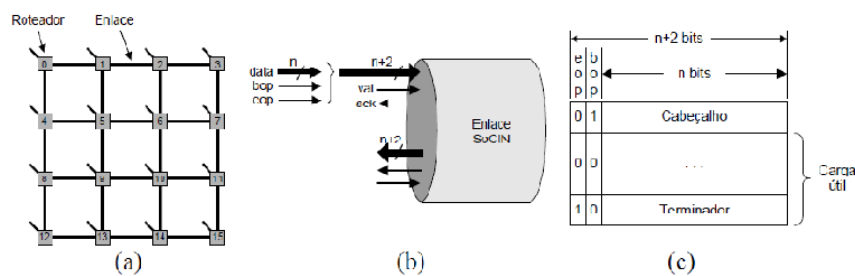 Roteador
Enlace
0 1 2 3
4 5 6 7
8 9 10 11
12 13 14 15
(a)
(b)
n
n+2
data
bop
eop
val
ack
n+2
Enlace
SoCIN
(c)
n+2 bits
e o p
b o p
n bits
0 1 Cabeçalho
0 0 ...
1 0 Terminador
Carga
útil